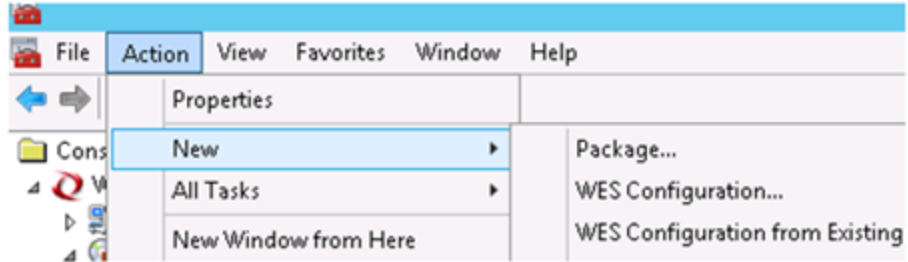 File Action View Favorites Window Help
Properties
Cons
New
Package...
All Tasks
WES Configuration...
New Window from Here
WES Configuration from Existing